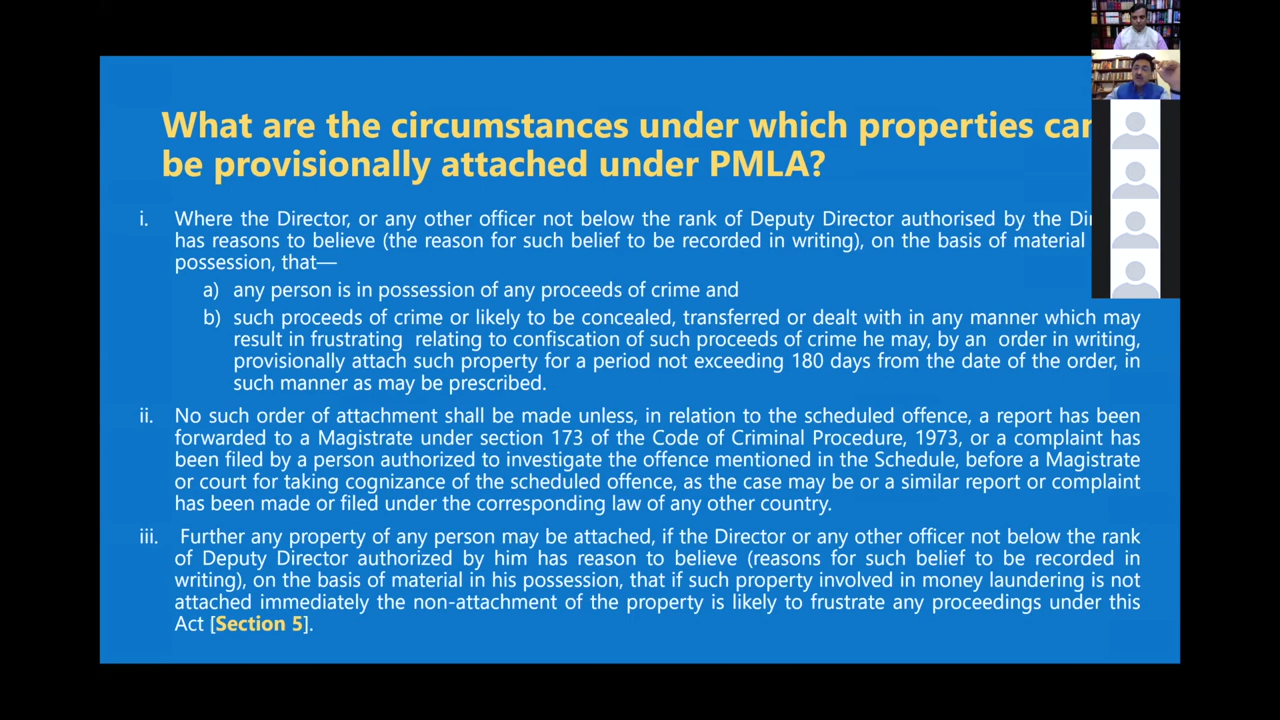 What are the circumstances under which properties can
be provisionally attached under PMLA?
i. Where the Director, or any other officer not below the rank of Deputy Director authorised by the
has reasons to believe (the reason for such belief to be recorded in writing), on the basis of material
possession, that—
a) any person is in possession of any proceeds of crime and
b) such proceeds of crime or likely to be concealed, transferred or dealt with in any manner which may
result in frustrating relating to confiscation of such proceeds of crime he may, by an order in writing,
provisionally attach such property for a period not exceeding 180 days from the date of the order, in
such manner as may be prescribed.
ii. No such order of attachment shall be made unless, in relation to the scheduled offence, a report has been
forwarded to a Magistrate under section 173 of the Code of Criminal Procedure, 1973, or a complaint has
been filed by a person authorized to investigate the offence mentioned in the Schedule, before a Magistrate
or court for taking cognizance of the scheduled offence, as the case may be or a similar report or complaint
has been made or filed under the corresponding law of any other country.
iii. Further any property of any person may be attached, if the Director or any other officer not below the rank
of Deputy Director authorized by him has reason to believe (reasons for such belief to be recorded in
writing), on the basis of material in his possession, that if such property involved in money laundering is not
attached immediately the non-attachment of the property is likely to frustrate any proceedings under this
Act [Section 5].